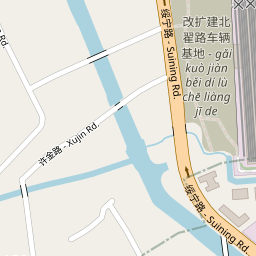 绥宁路 - Suining Rd.
改扩建北
翟路车辆
基地 - gǎi
kuò jiàn
běi dí lù
chē liàng
jī de
许金路 - Xujin Rd.
绥宁路 - Suining Rd.